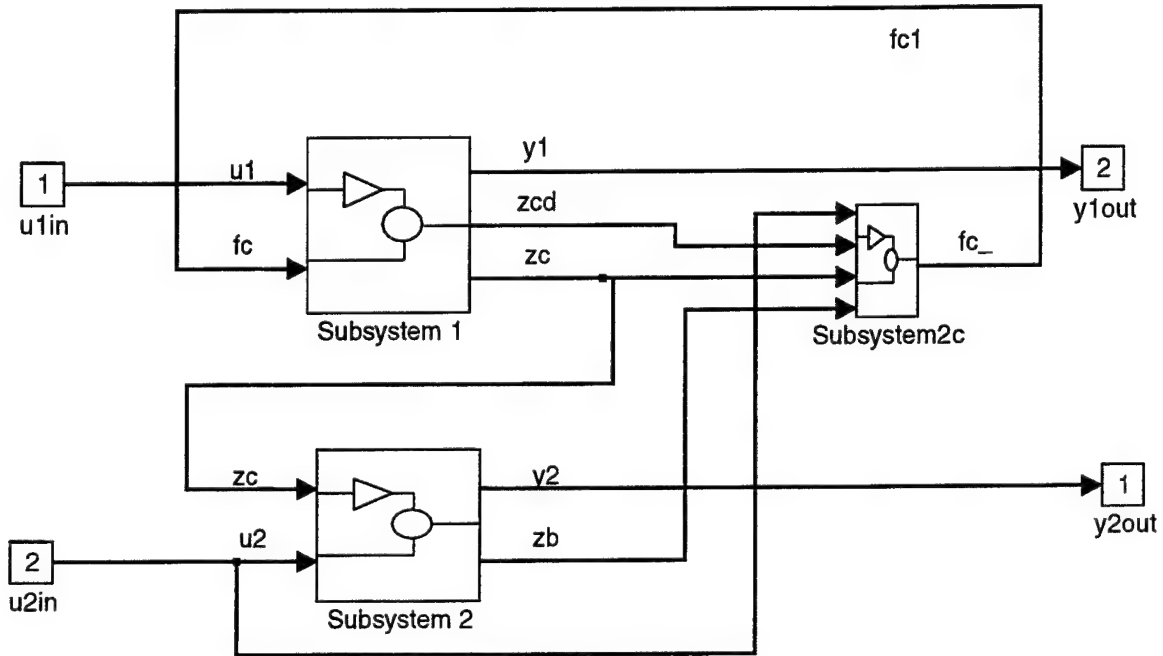 fc1
1
u1in
u1
fc
y1
zcd
zc
Subsystem 1
2
y1out
fc_
Subsystem2c
zc
u2
y2
zb
Subsystem 2
1
y2out
2
u2in